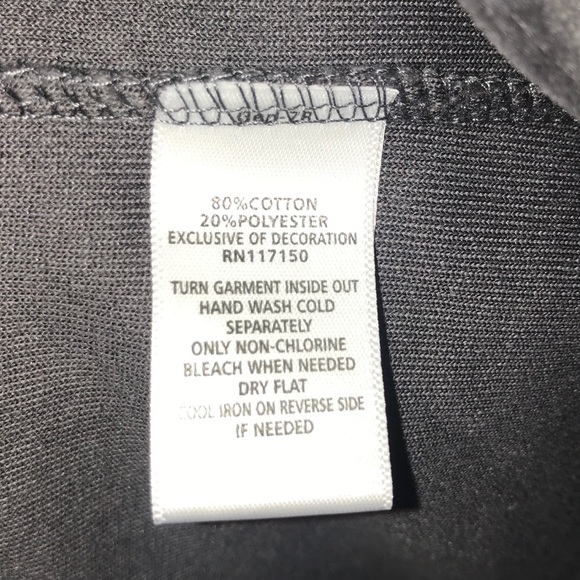 80%COTTON
20%POLYESTER
EXCLUSIVE OF DECORATION
RN117150
TURN GARMENT INSIDE OUT
HAND WASH COLD
SEPARATELY
ONLY NON-CHLORINE
BLEACH WHEN NEEDED
DRY FLAT
COOL IRON ON REVERSE SIDE
IF NEEDED